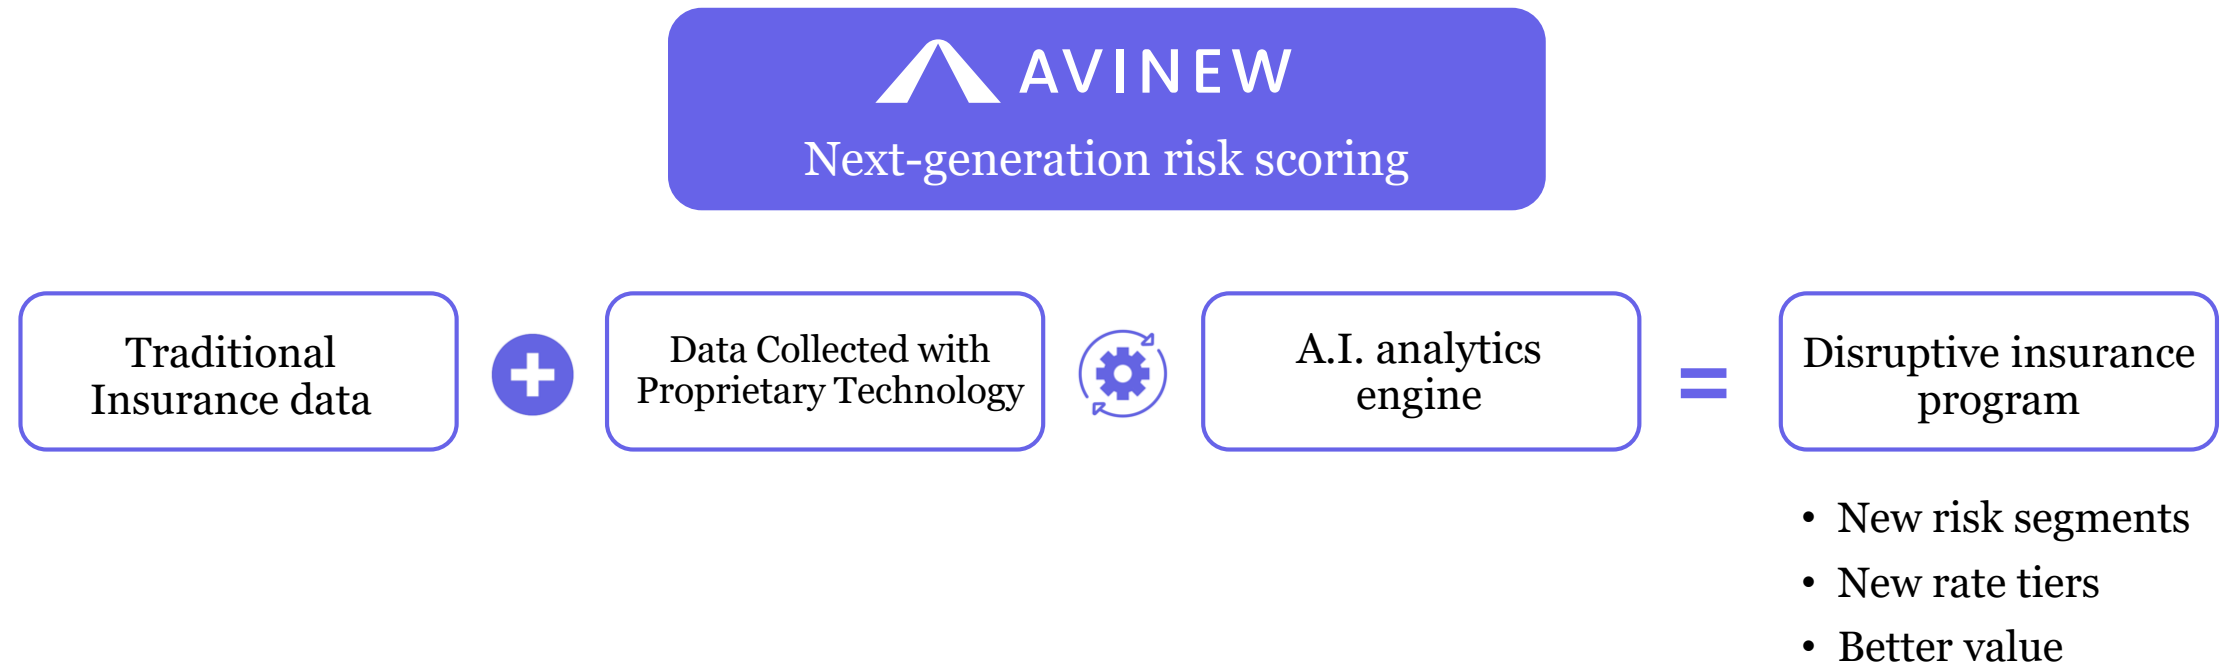 AVINEW
Next-generation risk scoring
Traditional
Insurance data
Data Collected with
Proprietary Technology
A.I. analytics
engine
=
Disruptive insurance
program
• New risk segments
• New rate tiers
• Better value